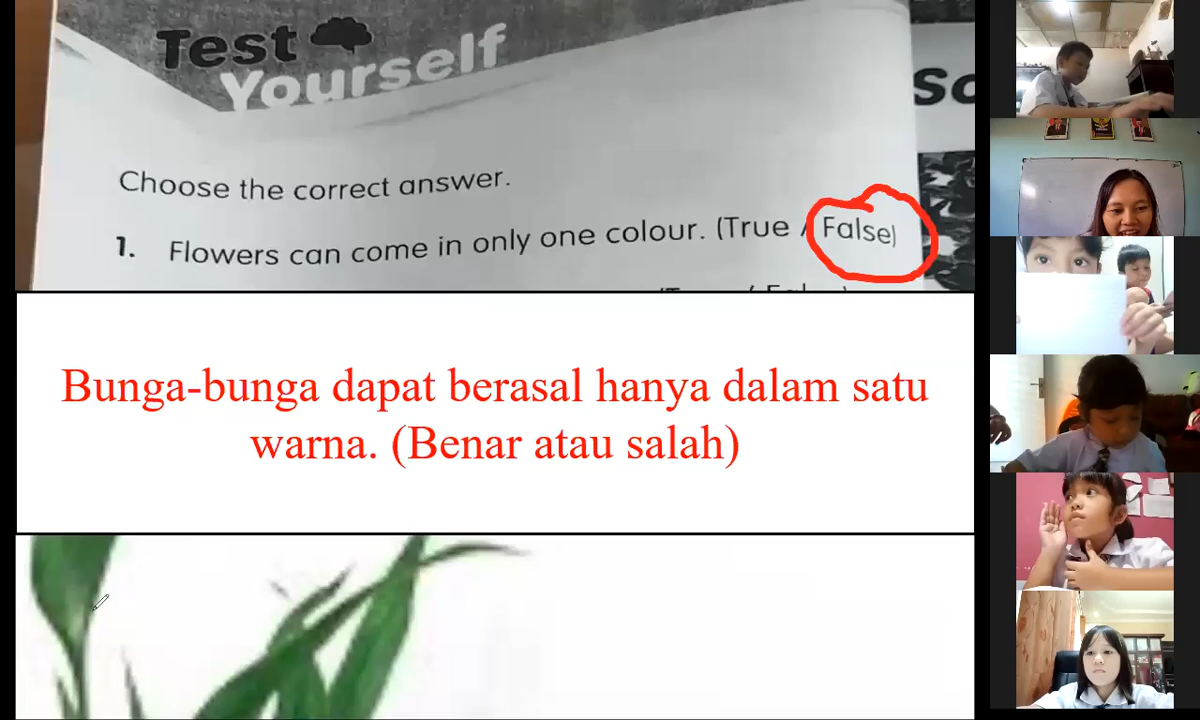 Test
Yourself
So
Choose the correct answer.
1. Flowers can come in only one colour. (True / False)
Bunga-bunga dapat berasal hanya dalam satu
warna. (Benar atau salah)